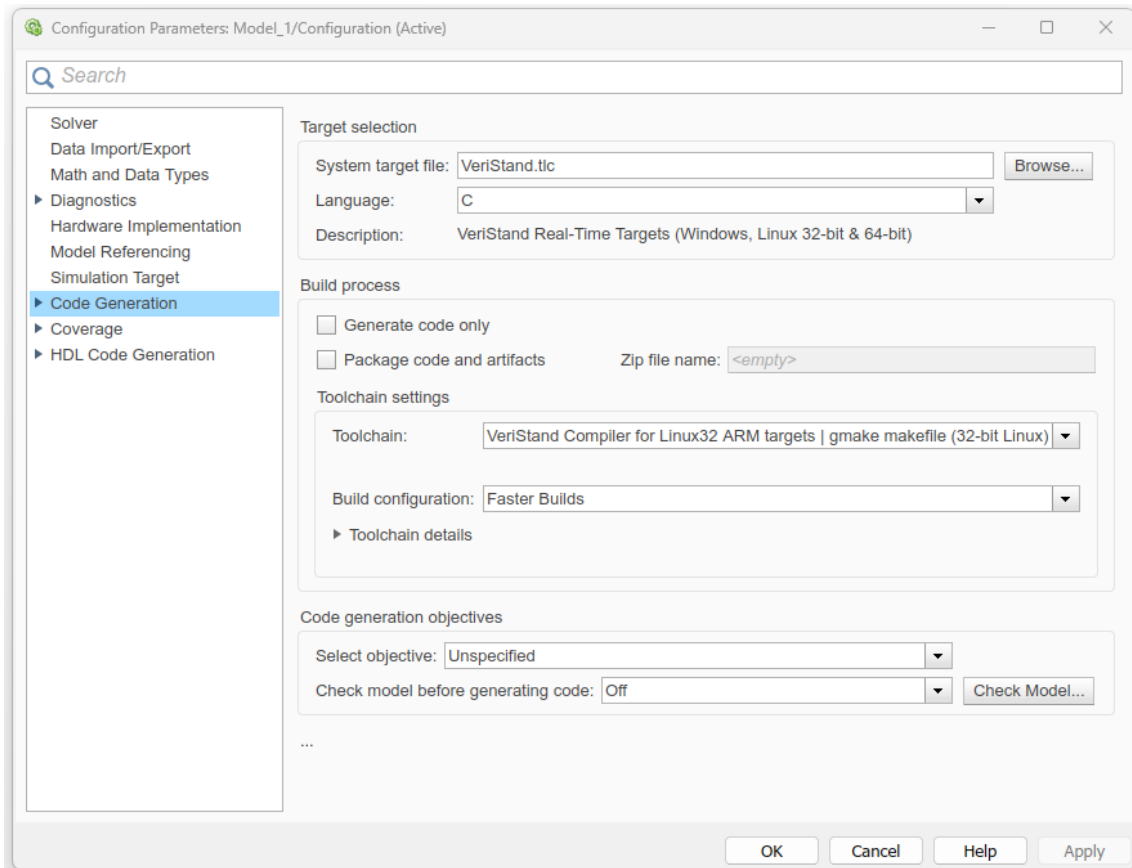 Configuration Parameters: Model_1/Configuration (Active)
Search
Solver
Data Import/Export
Math and Data Types
Diagnostics
Hardware Implementation
Model Referencing
Simulation Target
Code Generation
Coverage
HDL Code Generation
Target selection
System target file: VeriStand.tlc Browse...
Language: C
Description: VeriStand Real-Time Targets (Windows, Linux 32-bit & 64-bit)
Build process
Generate code only
Package code and artifacts Zip file name: <empty>
Toolchain settings
Toolchain: VeriStand Compiler for Linux32 ARM targets | gmake makefile (32-bit Linux)
Build configuration: Faster Builds
Toolchain details
Code generation objectives
Select objective: Unspecified
Check model before generating code: Off Check Model...
...
OK Cancel Help Apply